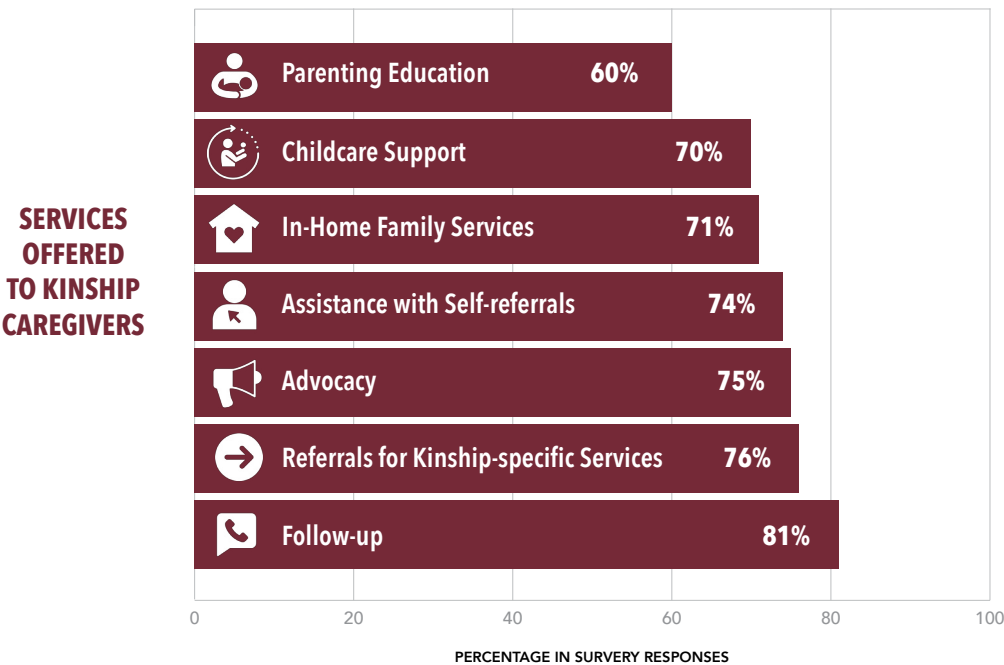 SERVICES
OFFERED
TO KINSHIP
CAREGIVERS
Parenting Education 60%
Childcare Support 70%
In-Home Family Services 71%
Assistance with Self-referrals 74%
Advocacy 75%
Referrals for Kinship-specific Services 76%
Follow-up 81%
0 20 40 60 80 100
PERCENTAGE IN SURVERY RESPONSES